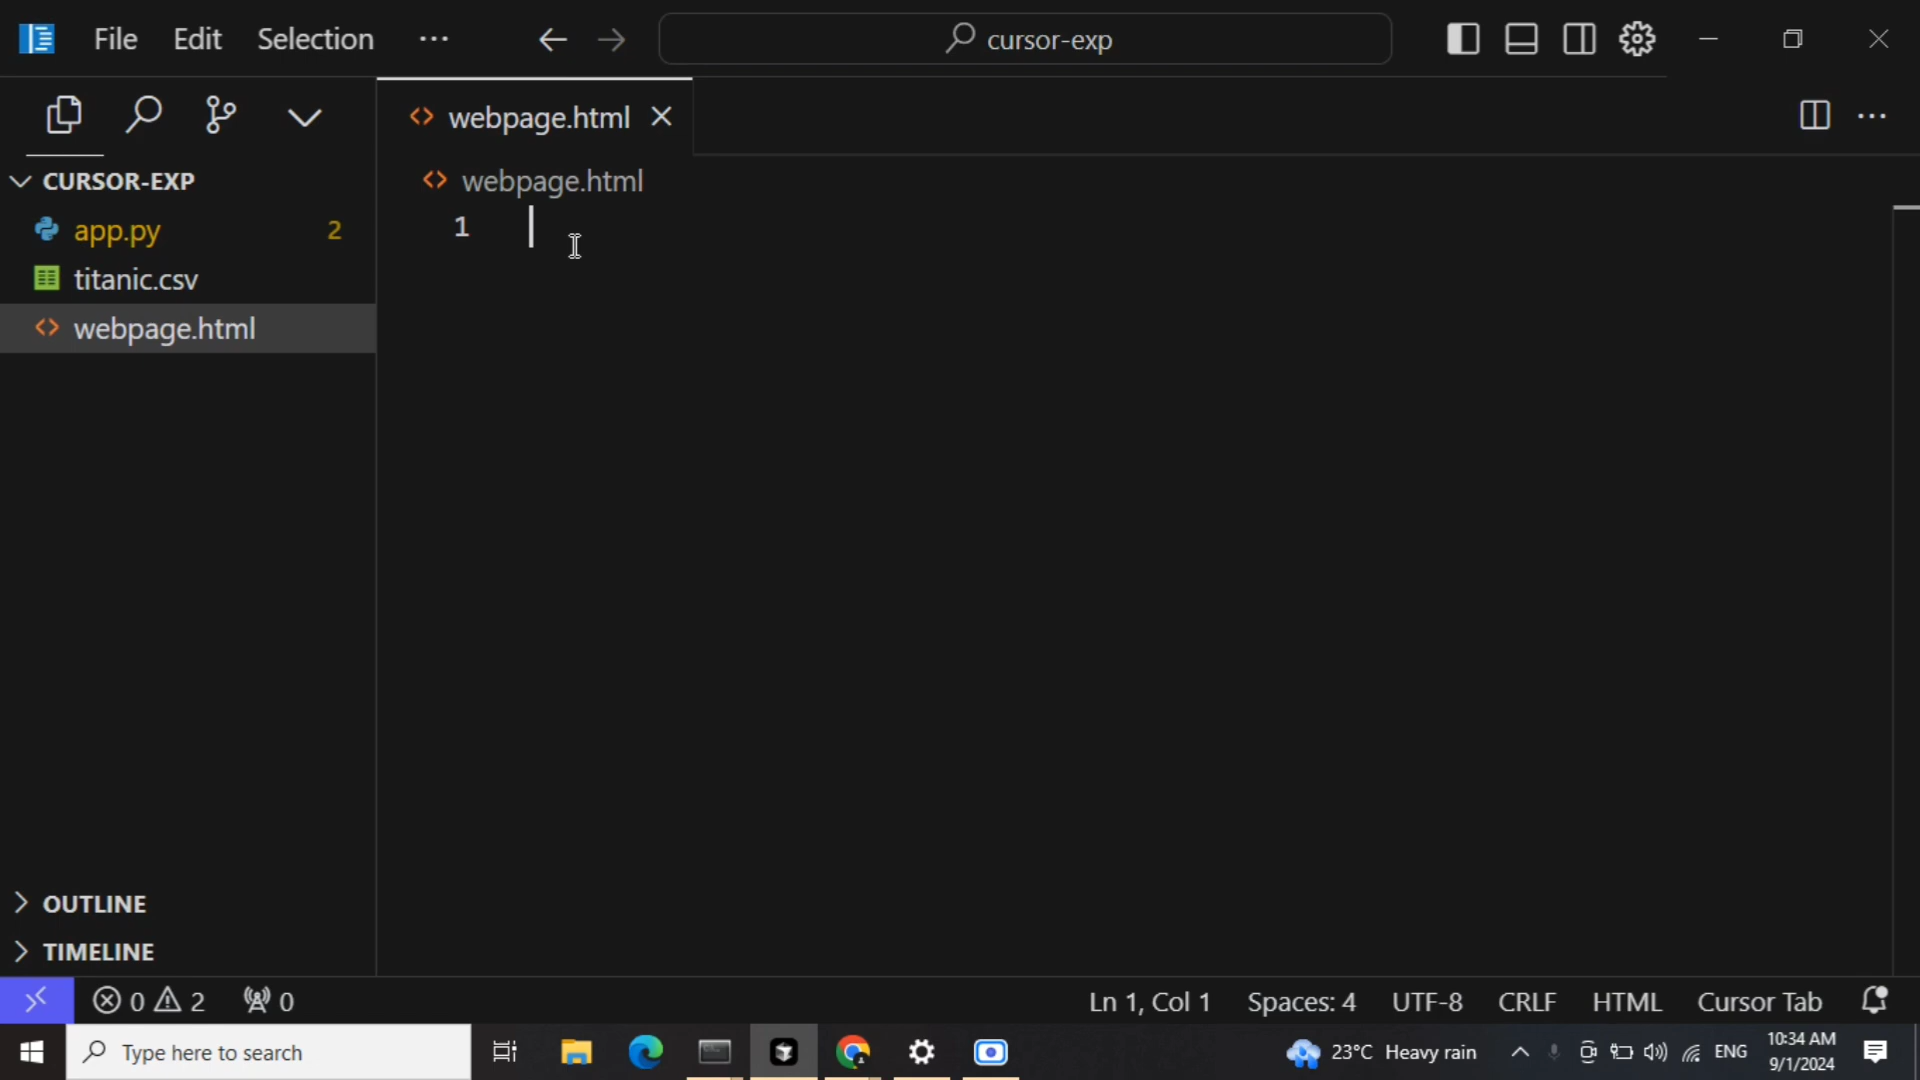 File Edit Selection ...
cursor-exp
webpage.html
CURSOR-EXP
webpage.html
app.py 2
1
titanic.csv
webpage.html
OUTLINE
TIMELINE
0 2 0 Ln 1, Col 1 Spaces: 4 UTF-8 CRLF HTML Cursor Tab
Type here to search
23°C Heavy rain
ENG
10:34 AM
9/1/2024